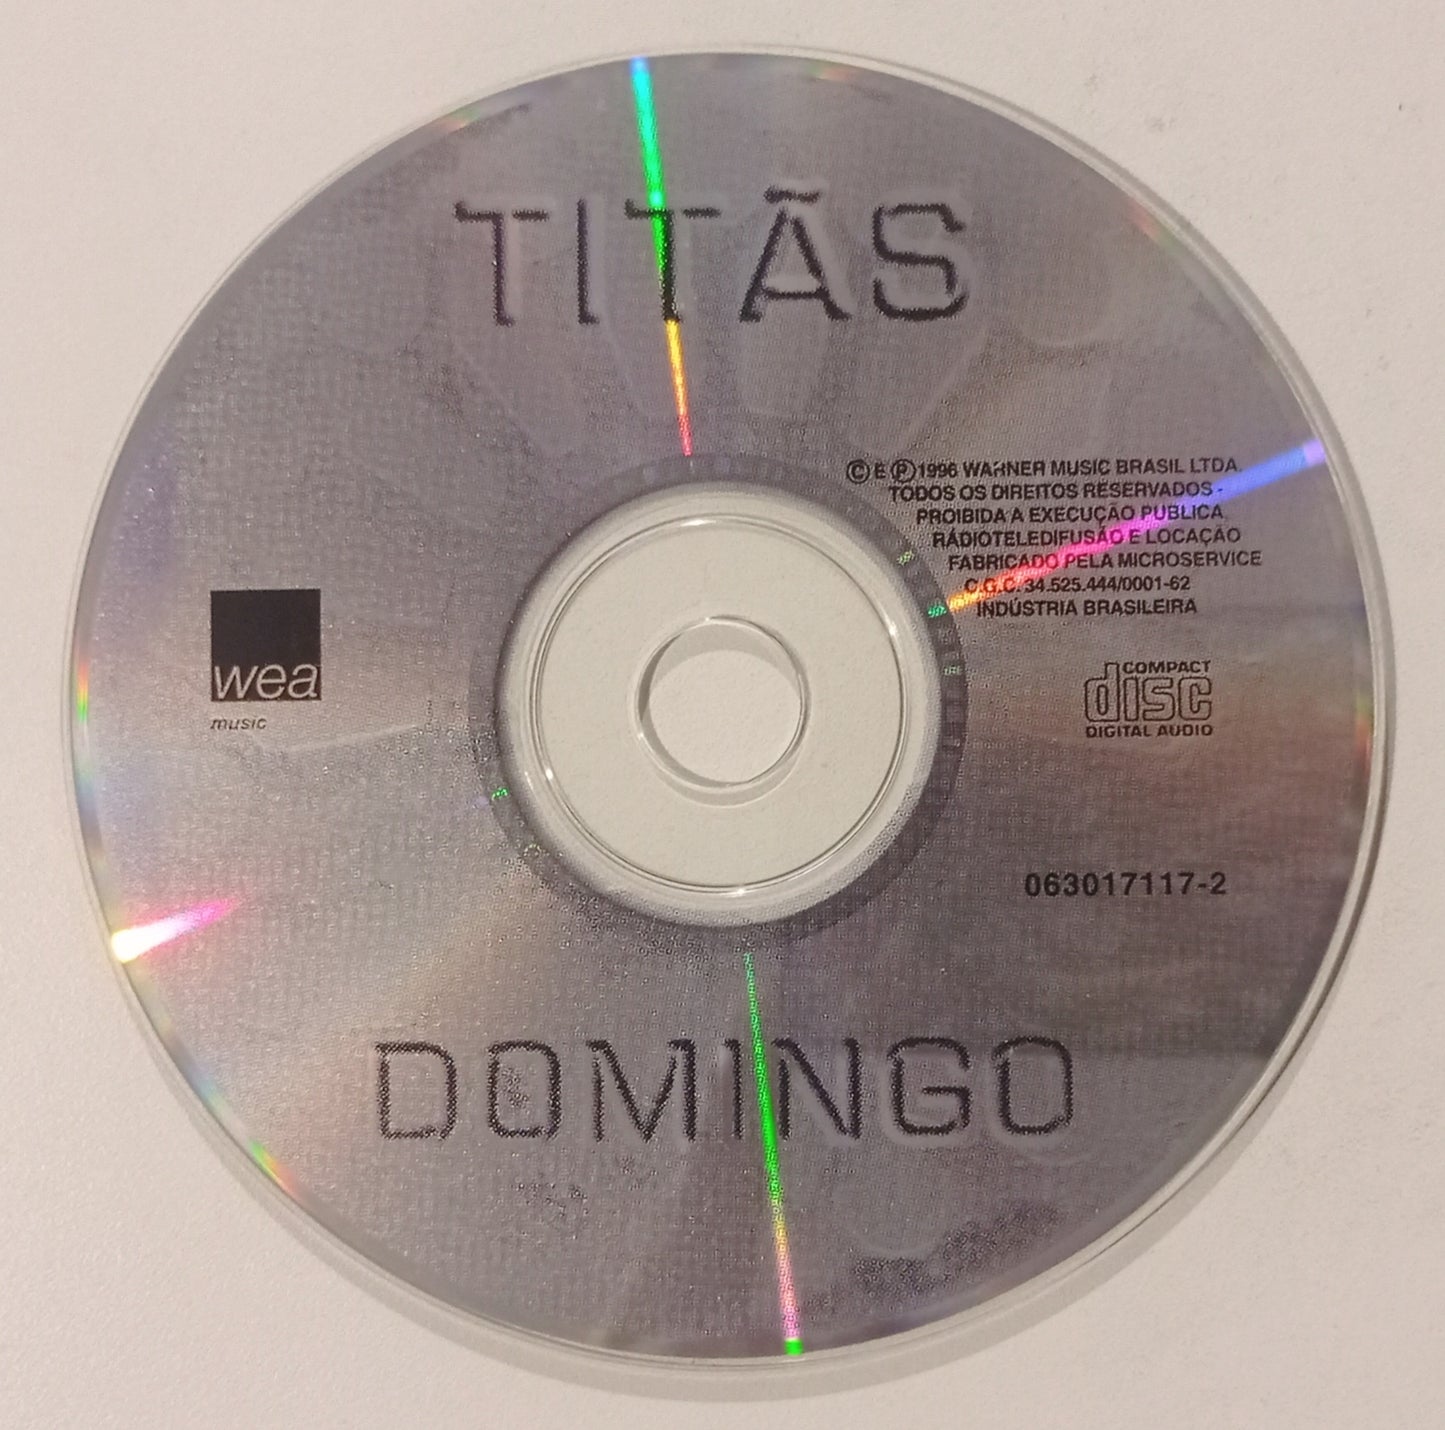 TITÃS
Ⓒ E Ⓟ 1996 WARNER MUSIC BRASIL LTDA.
TODOS OS DIREITOS RESERVADOS -
PROIBIDA A EXECUÇÃO PUBLICA,
RÁDIOTELEDIFUSÃO E LOCAÇÃO
FABRICADO PELA MICROSERVICE
C.G.C. 34.525.444/0001-62
INDÚSTRIA BRASILEIRA
wea
music
COMPACT
disc
DIGITAL AUDIO
063017117-2
DOMINGO